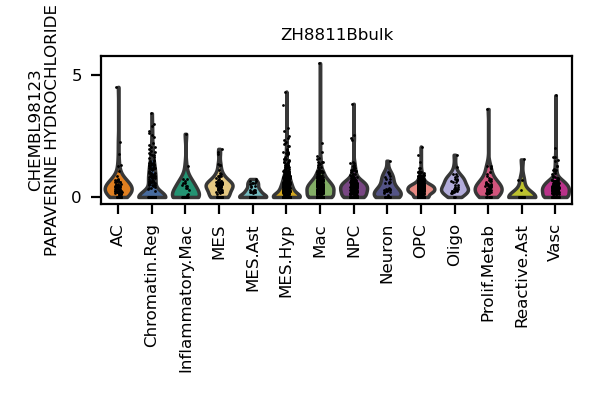 ZH8811Bbulk
CHEMBL98123
PAPAVERINE HYDROCHLORIDE
5
0
AC
Chromatin.Reg
Inflammatory.Mac
MES
MES.Ast
MES.Hyp
Mac
NPC
Neuron
OPC
Oligo
Prolif.Metab
Reactive.Ast
Vasc